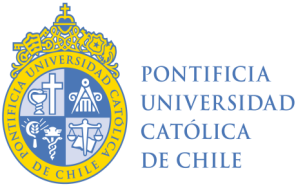 PONTIFICIA UNIVERSIDAD CATÓLICA
DE CHILE
PONTIFICIA
UNIVERSIDAD
CATÓLICA
DE CHILE